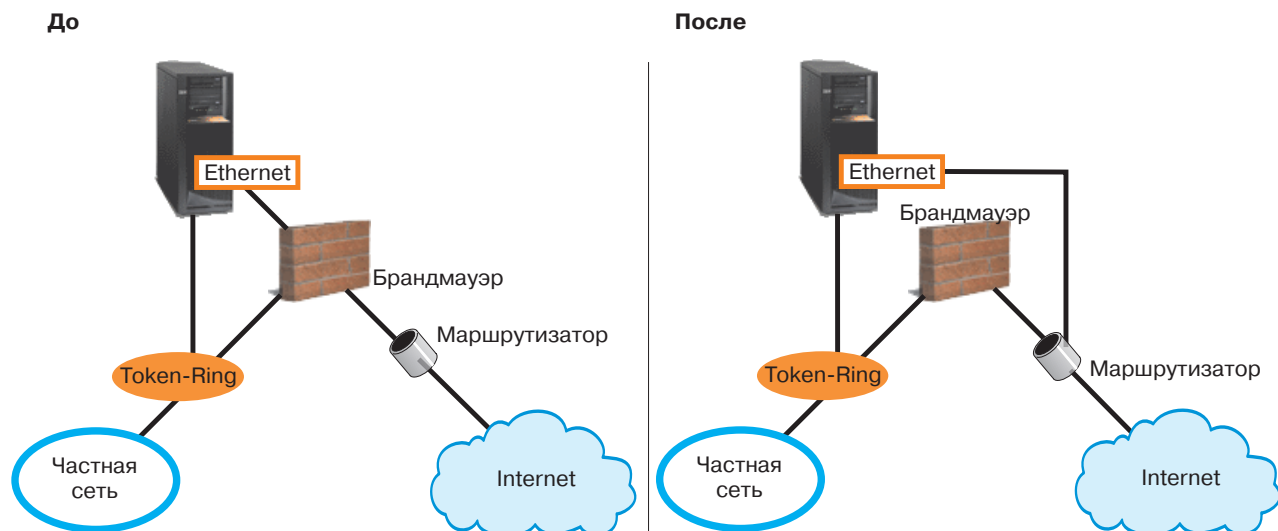 До
Ethernet
Брандмауэр
Маршрутизатор
Token-Ring
Частная
сеть
Internet
После
Ethernet
Брандмауэр
Маршрутизатор
Token-Ring
Частная
сеть
Internet